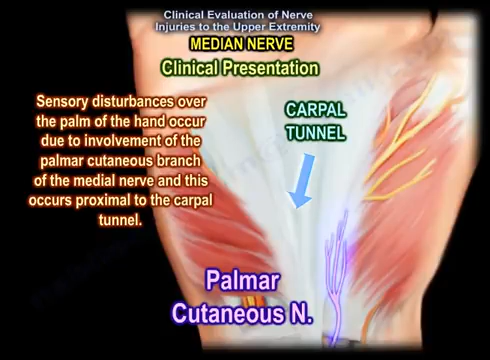 Clinical Evaluation of Nerve
Injuries to the Upper Extremity
MEDIAN NERVE
Clinical Presentation
Sensory disturbances over
the palm of the hand occur
due to involvement of the
palmar cutaneous branch
of the medial nerve and this
occurs proximal to the carpal
tunnel.
CARPAL
TUNNEL
Palmar
Cutaneous N.